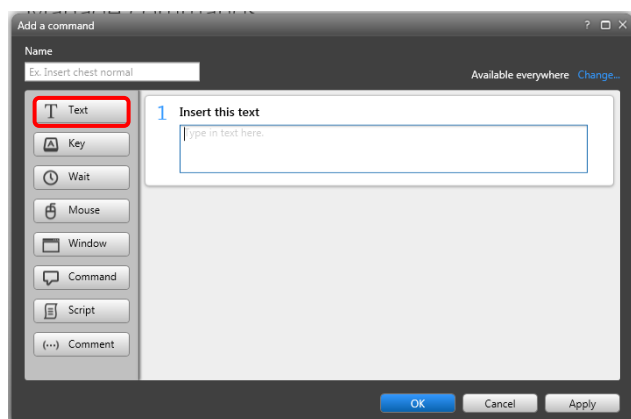 Add a command
?
Name
Ex. Insert chest normal
Available everywhere Change...
T Text
A Key
Wait
Mouse
Window
Command
Script
(···) Comment
1 Insert this text
Type in text here.
OK
Cancel
Apply